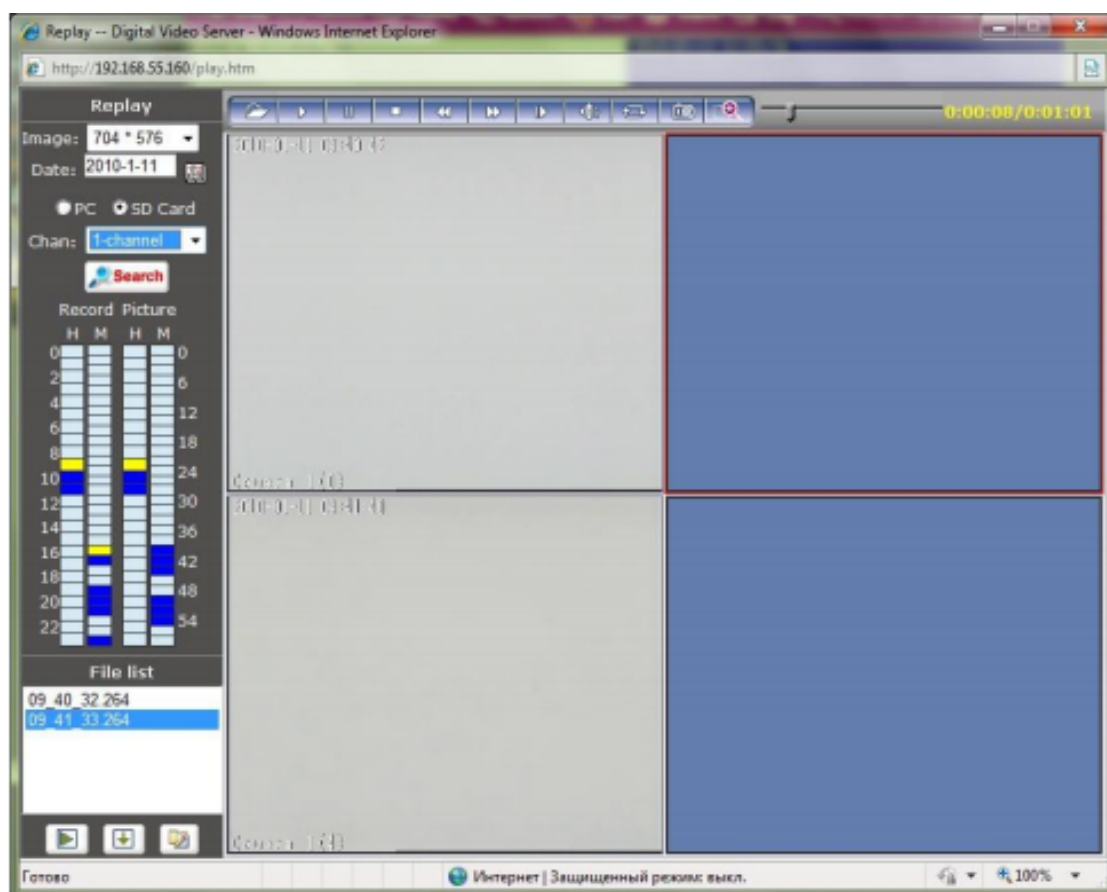 Replay -- Digital Video Server - Windows Internet Explorer
http://192.168.55.160/play.htm
Replay
0:00:08/0:01:01
Image: 704 * 576
Date: 2010-1-11
PC SD Card
Chan: 1-channel
Search
Record Picture
H M H M
0 0
2 6
4 12
6 18
8 24
10 30
12 36
14 42
16 48
18 54
20
22
File list
09_40_32.264
09_41_33.264
Готово
Интернет | Защищенный режим: выкл.
100%